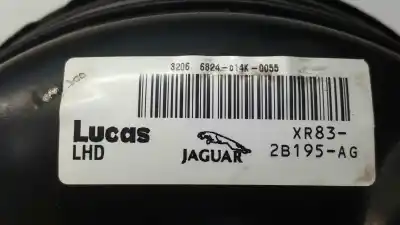 3206 6824-014K-0055
Lucas
LHD
JAGUAR
XR83-
2B195-AG